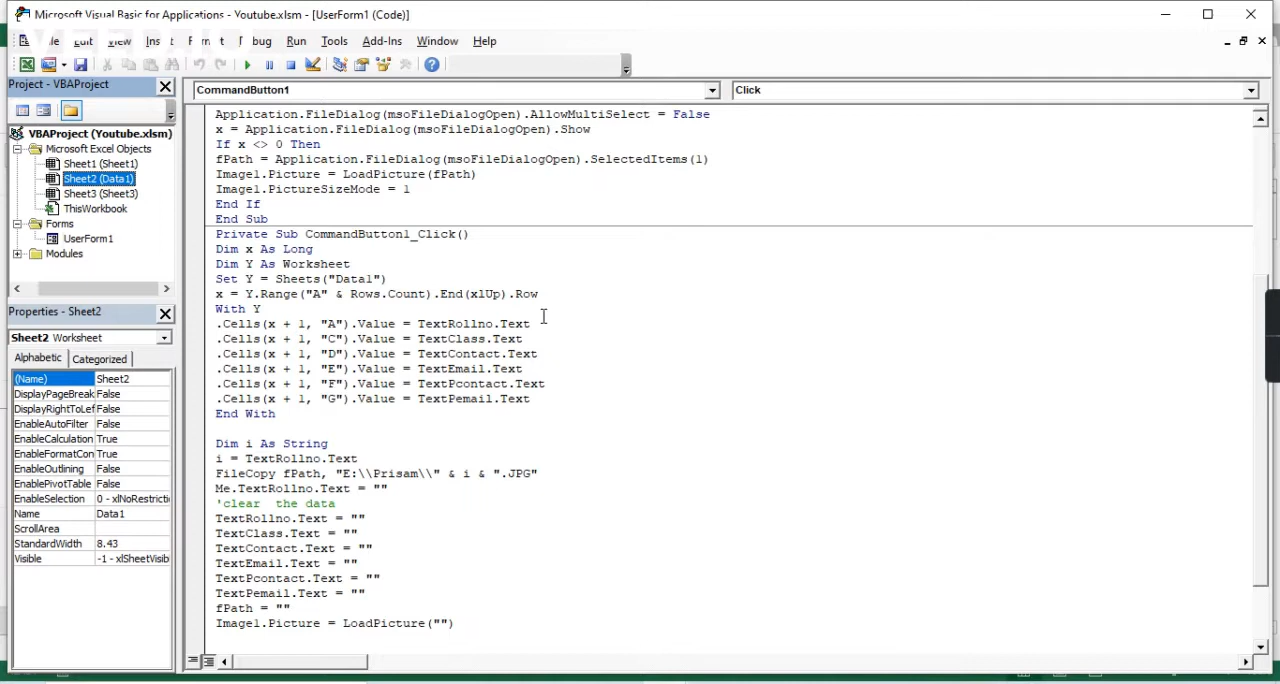 Microsoft Visual Basic for Applications - Youtube.xlsm - [UserForm1 (Code)]
Run Tools Add-Ins Window Help
Project - VBAProject
CommandButton1
Click
VBAProject (Youtube.xlsm)
Microsoft Excel Objects
Sheet1 (Sheet1)
Sheet2 (Data1)
Sheet3 (Sheet3)
ThisWorkbook
Forms
UserForm1
Modules
Properties - Sheet2
Sheet2 Worksheet
Alphabetic Categorized
(Name) Sheet2
DisplayPageBreak False
DisplayRightToLef False
EnableAutoFilter False
EnableCalculation True
EnableFormatCon True
EnableOutlining False
EnablePivotTable False
EnableSelection 0 - xlNoRestricti
Name Data1
ScrollArea
StandardWidth 8.43
Visible -1 - xlSheetVisib
Application.FileDialog(msoFileDialogOpen).AllowMultiSelect = False
x = Application.FileDialog(msoFileDialogOpen).Show
If x <> 0 Then
fPath = Application.FileDialog(msoFileDialogOpen).SelectedItems(1)
Image1.Picture = LoadPicture(fPath)
Image1.PictureSizeMode = 1
End If
End Sub
Private Sub CommandButton1_Click()
Dim x As Long
Dim Y As Worksheet
Set Y = Sheets("Data1")
x = Y.Range("A" & Rows.Count).End(xlUp).Row
With Y
.Cells(x + 1, "A").Value = TextRollno.Text
.Cells(x + 1, "C").Value = TextClass.Text
.Cells(x + 1, "D").Value = TextContact.Text
.Cells(x + 1, "E").Value = TextEmail.Text
.Cells(x + 1, "F").Value = TextPcontact.Text
.Cells(x + 1, "G").Value = TextPemail.Text
End With
Dim i As String
i = TextRollno.Text
FileCopy fPath, "E:\\Prisam\\" & i & ".JPG"
Me.TextRollno.Text = ""
'clear  the data
TextRollno.Text = ""
TextClass.Text = ""
TextContact.Text = ""
TextEmail.Text = ""
TextPcontact.Text = ""
TextPemail.Text = ""
fPath = ""
Image1.Picture = LoadPicture("")